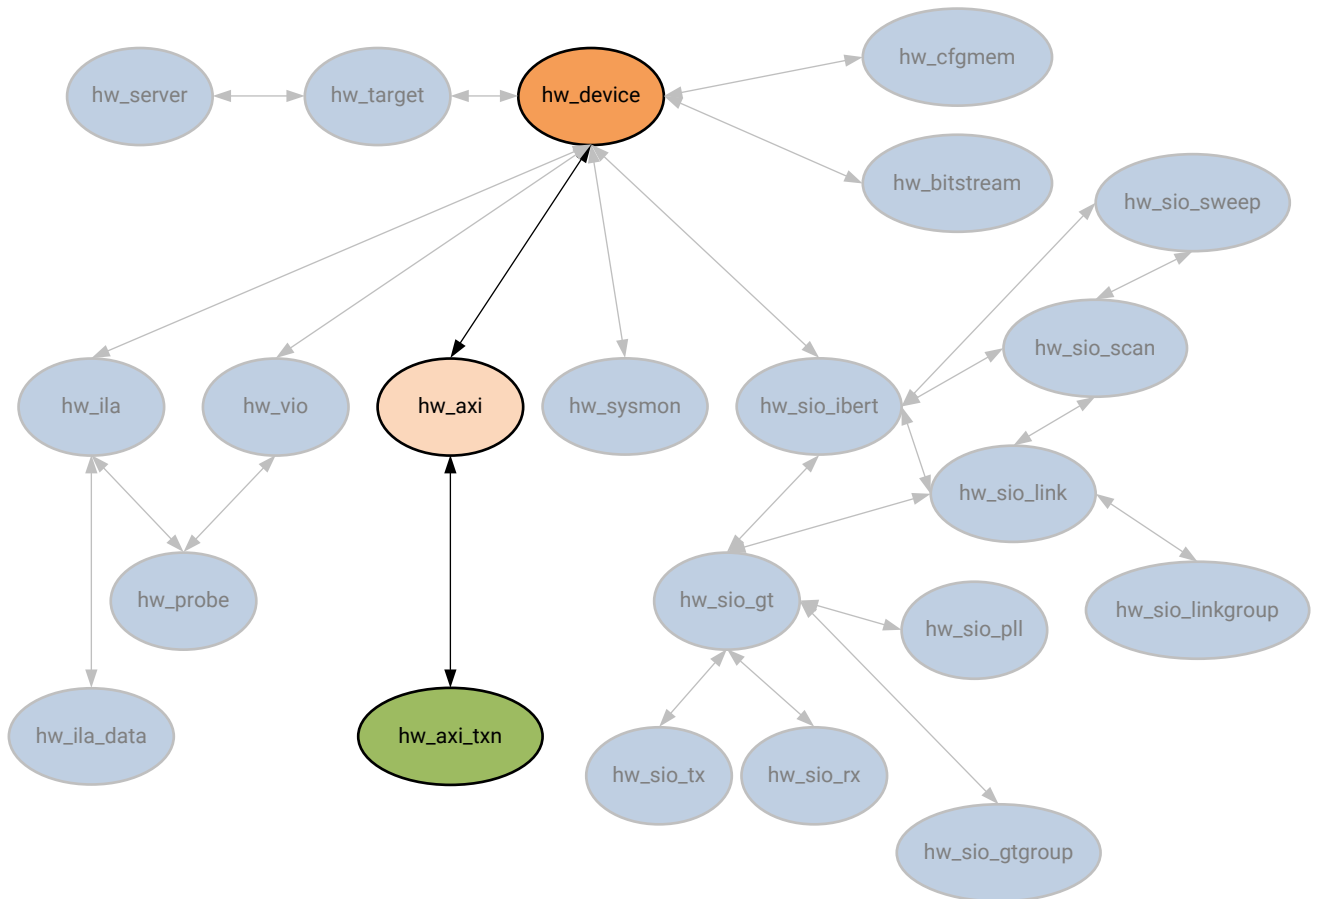 hw_cfgmem
hw_server
hw_target
hw_device
hw_bitstream
hw_sio_sweep
hw_sio_scan
hw_ila
hw_vio
hw_axi
hw_sysmon
hw_sio_ibert
hw_sio_link
hw_probe
hw_sio_gt
hw_sio_linkgroup
hw_sio_pll
hw_ila_data
hw_axi_txn
hw_sio_tx
hw_sio_rx
hw_sio_gtgroup